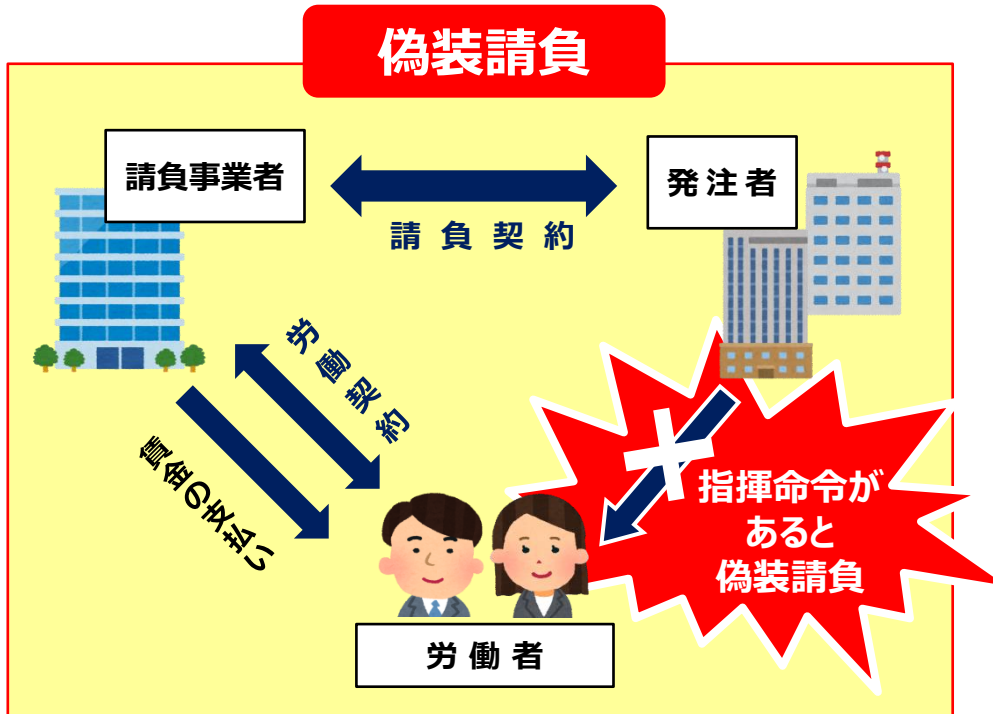 偽装請負
請負事業者
発注者
請負契約
労働契約
賃金の支払い
指揮命令が
あると
偽装請負
労働者